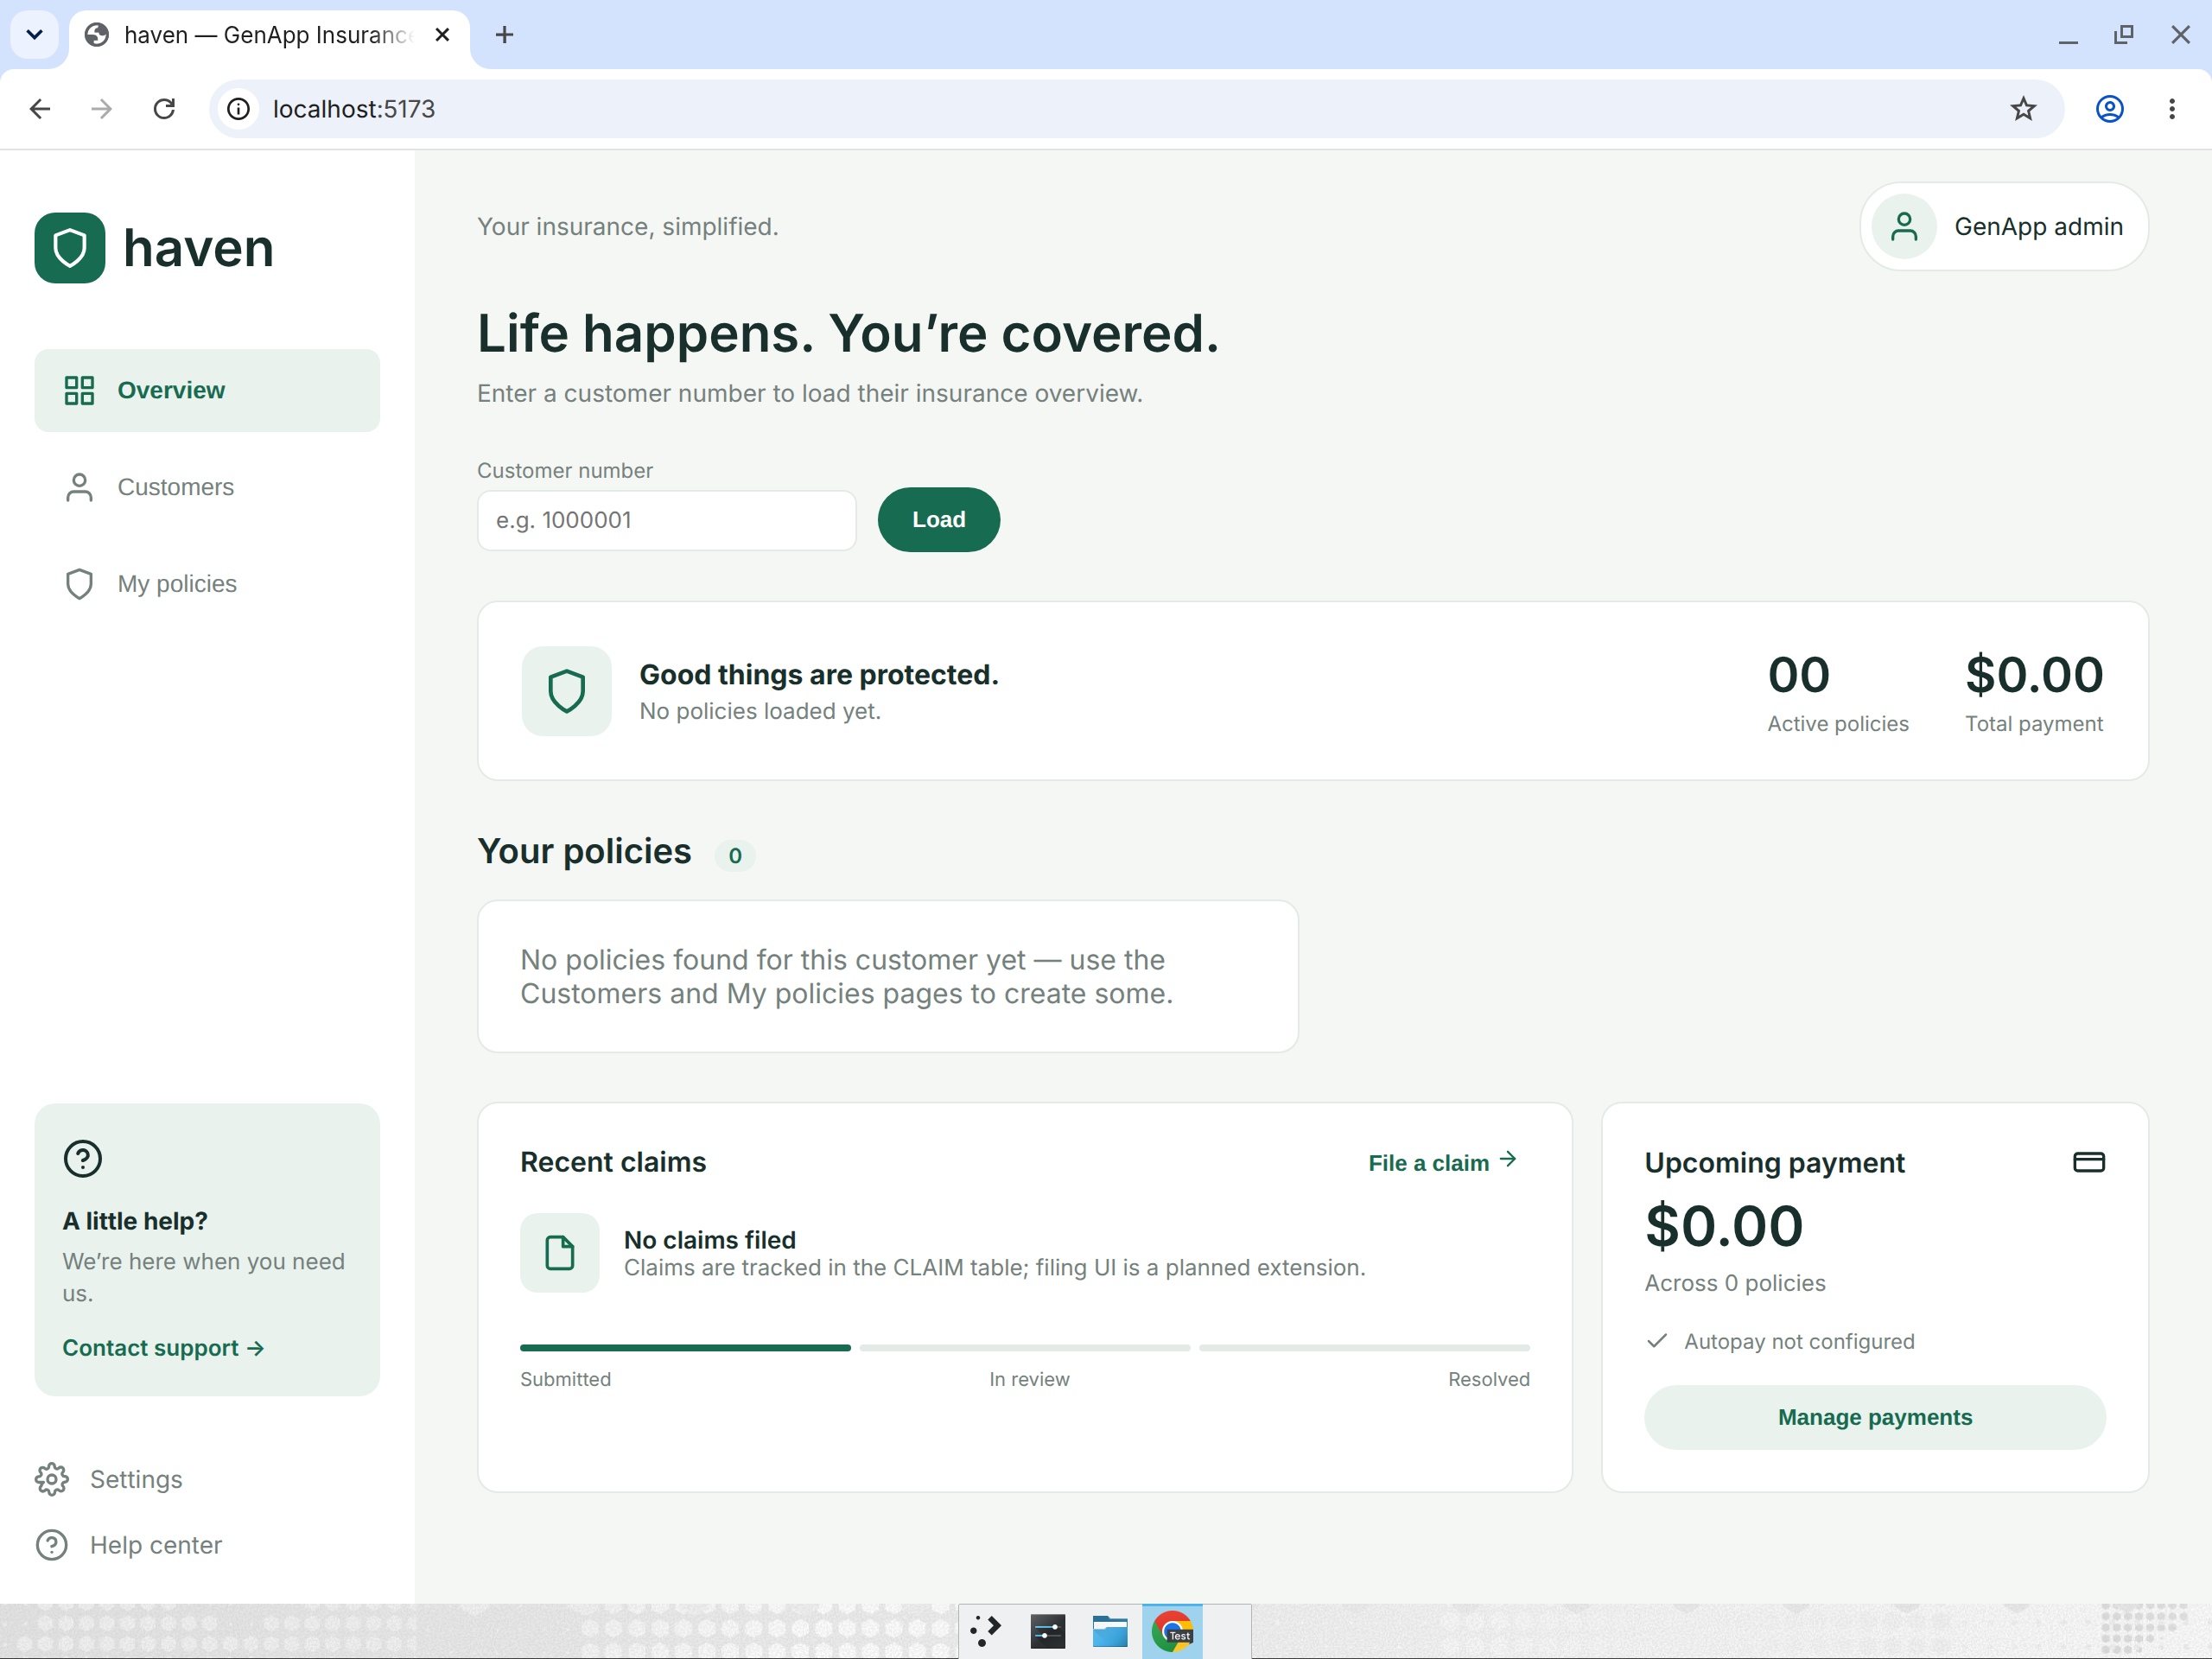 haven — GenApp Insuranc
localhost:5173
haven
Overview
Customers
My policies
A little help?
We’re here when you need
us.
Contact support →
Settings
Help center
Your insurance, simplified.
GenApp admin
Life happens. You’re covered.
Enter a customer number to load their insurance overview.
Customer number
e.g. 1000001
Load
Good things are protected.
No policies loaded yet.
00
Active policies
$0.00
Total payment
Your policies 0
No policies found for this customer yet — use the
Customers and My policies pages to create some.
Recent claims
File a claim →
No claims filed
Claims are tracked in the CLAIM table; filing UI is a planned extension.
Submitted
In review
Resolved
Upcoming payment
$0.00
Across 0 policies
Autopay not configured
Manage payments
Test